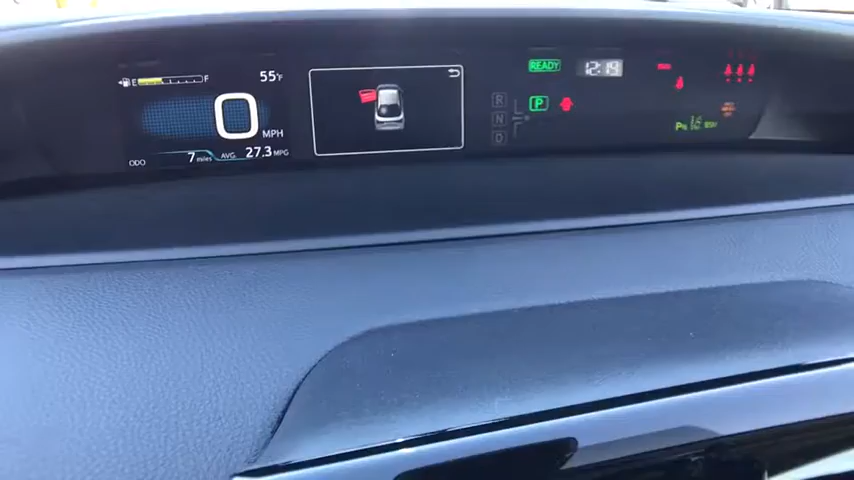 E F 55°F
0 MPH
ODO 7 miles AVG. 27.3 MPG
READY 12:19
R P
N
D